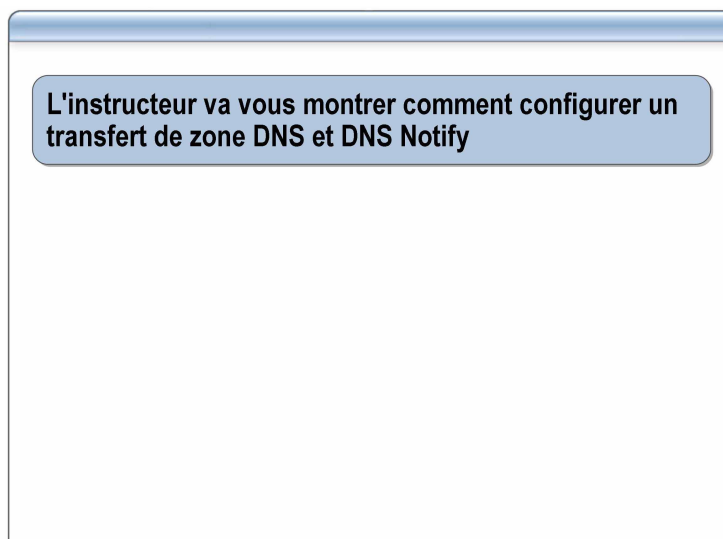 L'instructeur va vous montrer comment configurer un
transfert de zone DNS et DNS Notify